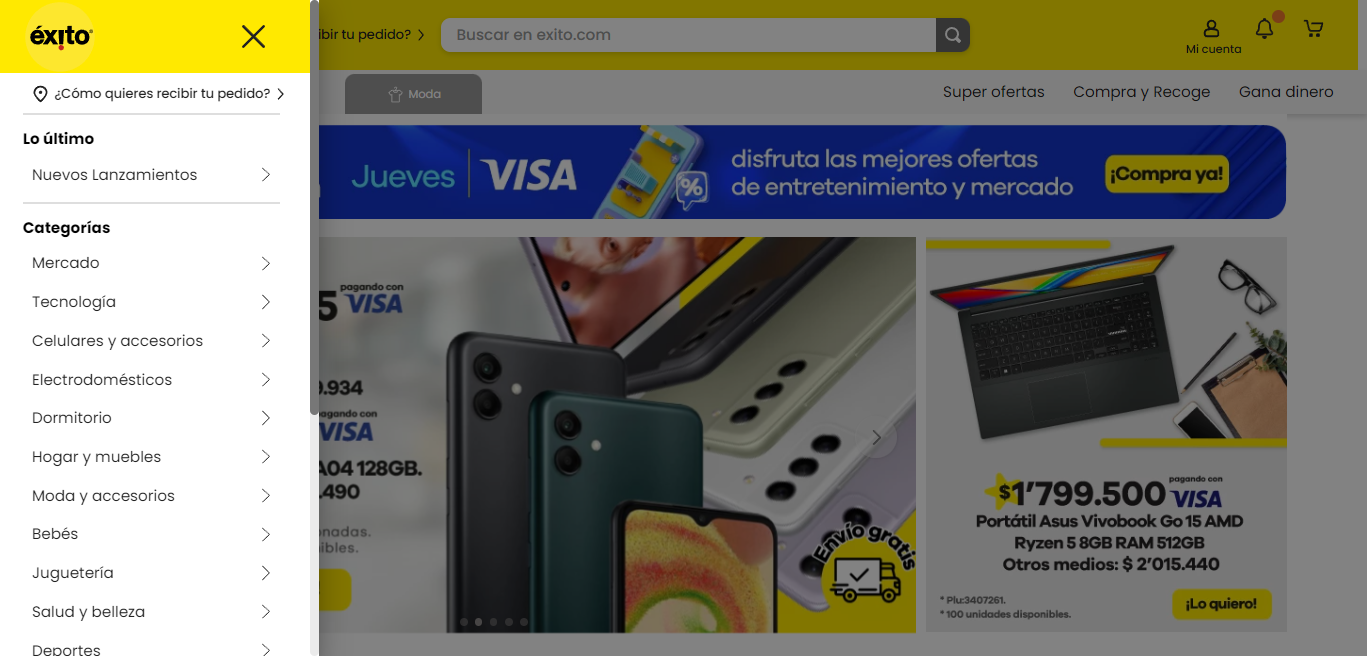 éxito
¿Cómo quieres recibir tu pedido?
Lo último
Nuevos Lanzamientos
Categorías
Mercado
Tecnología
Celulares y accesorios
Electrodomésticos
Dormitorio
Hogar y muebles
Moda y accesorios
Bebés
Juguetería
Salud y belleza
Deportes
ibir tu pedido?
Buscar en exito.com
Mi cuenta
Moda
Super ofertas
Compra y Recoge
Gana dinero
Jueves VISA
disfruta las mejores ofertas
de entretenimiento y mercado
¡Compra ya!
5 pagando con
VISA
.934
pagando con
VISA
A04 128GB.
.490
onadas.
ibles.
Envío gratis
$1'799.500 pagando con
VISA
Portátil Asus Vivobook Go 15 AMD
Ryzen 5 8GB RAM 512GB
Otros medios: $ 2'015.440
* Plu:3407261.
* 100 unidades disponibles.
¡Lo quiero!